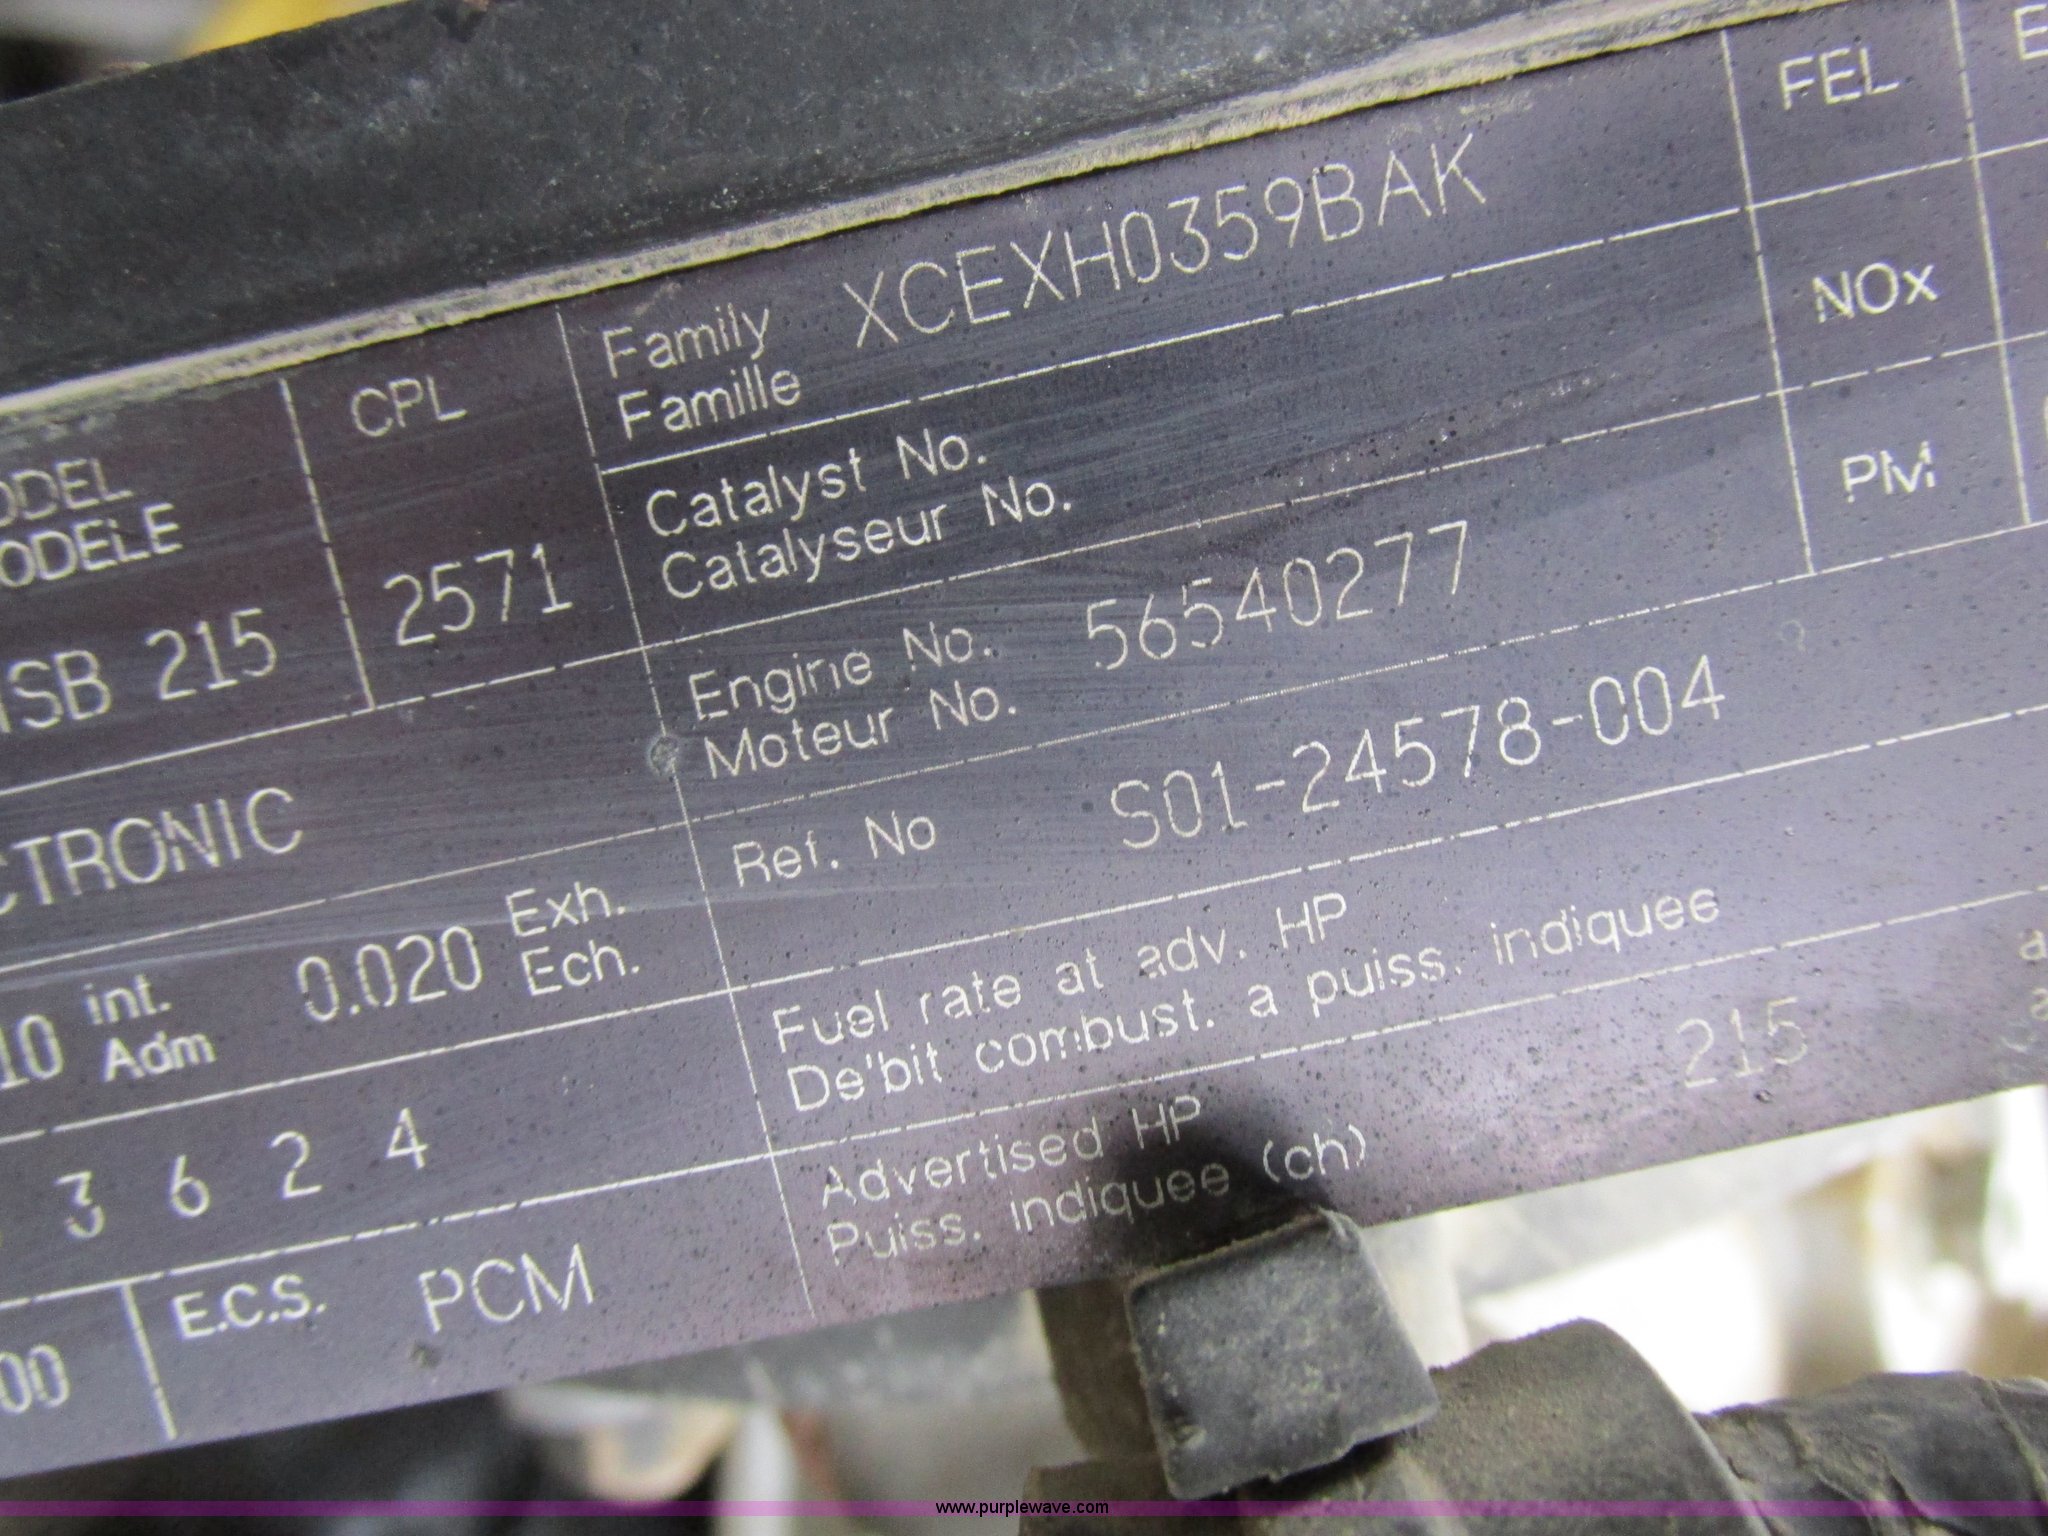 ODEL
ODELE
ISB 215
CPL
2571
CTRONIC
10 int.
Adm
0.020 Exh.
Ech.
3 6 2 4
00
E.C.S. PCM
Family
Famille
XCEXH0359BAK
Catalyst No.
Catalyseur No.
Engine No.
Moteur No.
56540277
Ref. No S01-24578-004
Fuel rate at adv. HP
De'bit combust. a puiss. indiquee
Advertised HP
Puiss. indiquee (ch)
215
FEL
NOx
PM
E
a
a
www.purplewave.com